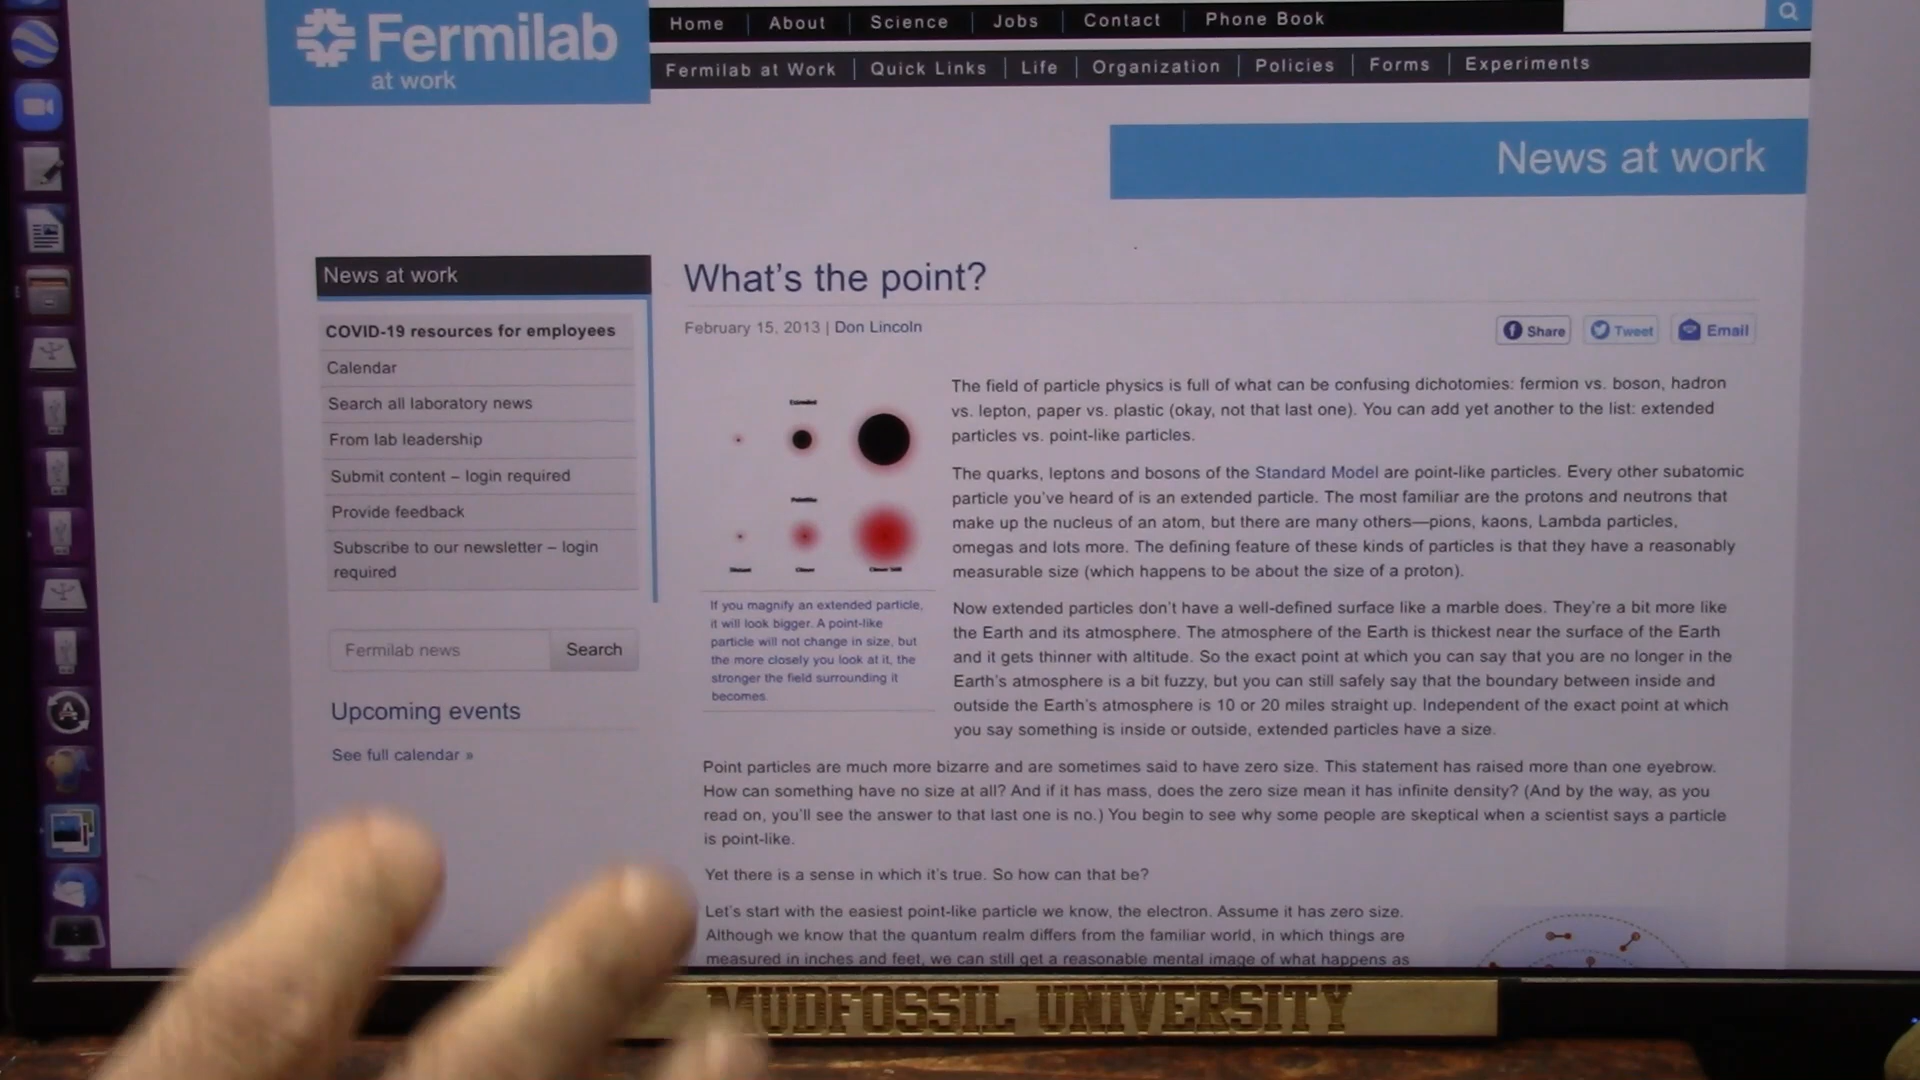 Fermilab
at work
Home
About
Science
Jobs
Contact
Phone Book
Fermilab at Work
Quick Links
Life
Organization
Policies
Forms
Experiments
News at work
News at work
COVID-19 resources for employees
Calendar
Search all laboratory news
From lab leadership
Submit content – login required
Provide feedback
Subscribe to our newsletter – login
required
Fermilab news
Search
Upcoming events
See full calendar »
What's the point?
February 15, 2013 | Don Lincoln
Share
Tweet
Email
Extended
Pointlike
Distant
Closer
Closer Still
If you magnify an extended particle,
it will look bigger. A point-like
particle will not change in size, but
the more closely you look at it, the
stronger the field surrounding it
becomes.
The field of particle physics is full of what can be confusing dichotomies: fermion vs. boson, hadron
vs. lepton, paper vs. plastic (okay, not that last one). You can add yet another to the list: extended
particles vs. point-like particles.
The quarks, leptons and bosons of the Standard Model are point-like particles. Every other subatomic
particle you've heard of is an extended particle. The most familiar are the protons and neutrons that
make up the nucleus of an atom, but there are many others—pions, kaons, Lambda particles,
omegas and lots more. The defining feature of these kinds of particles is that they have a reasonably
measurable size (which happens to be about the size of a proton).
Now extended particles don't have a well-defined surface like a marble does. They're a bit more like
the Earth and its atmosphere. The atmosphere of the Earth is thickest near the surface of the Earth
and it gets thinner with altitude. So the exact point at which you can say that you are no longer in the
Earth's atmosphere is a bit fuzzy, but you can still safely say that the boundary between inside and
outside the Earth's atmosphere is 10 or 20 miles straight up. Independent of the exact point at which
you say something is inside or outside, extended particles have a size.
Point particles are much more bizarre and are sometimes said to have zero size. This statement has raised more than one eyebrow.
How can something have no size at all? And if it has mass, does the zero size mean it has infinite density? (And by the way, as you
read on, you'll see the answer to that last one is no.) You begin to see why some people are skeptical when a scientist says a particle
is point-like.
Yet there is a sense in which it's true. So how can that be?
Let's start with the easiest point-like particle we know, the electron. Assume it has zero size.
Although we know that the quantum realm differs from the familiar world, in which things are
measured in inches and feet, we can still get a reasonable mental image of what happens as
MUDFOSSIL UNIVERSITY